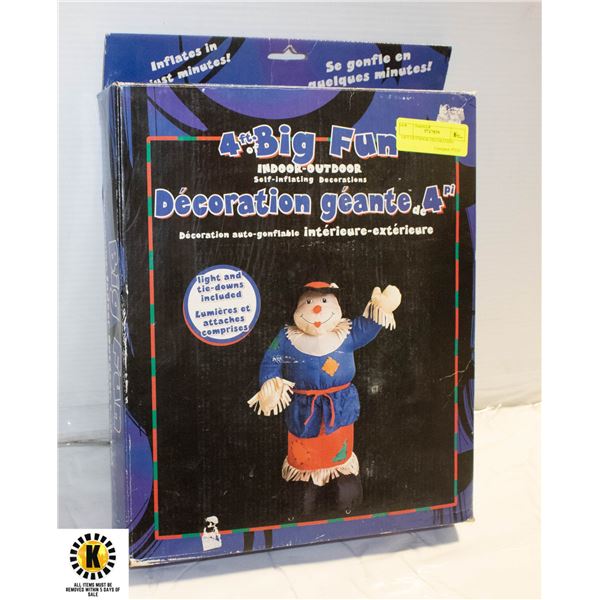 Inflates in
just minutes!
Se gonfle en
quelques minutes!
4 ft. Big Fun
INDOOR-OUTDOOR
Self-Inflating Decorations
Décoration géante de 4 pi
Décoration auto-gonflable intérieure-extérieure
light and
tie-downs
included
Lumières et
attaches
comprises
K
ALL ITEMS MUST BE
REMOVED WITHIN 5 DAYS OF
SALE